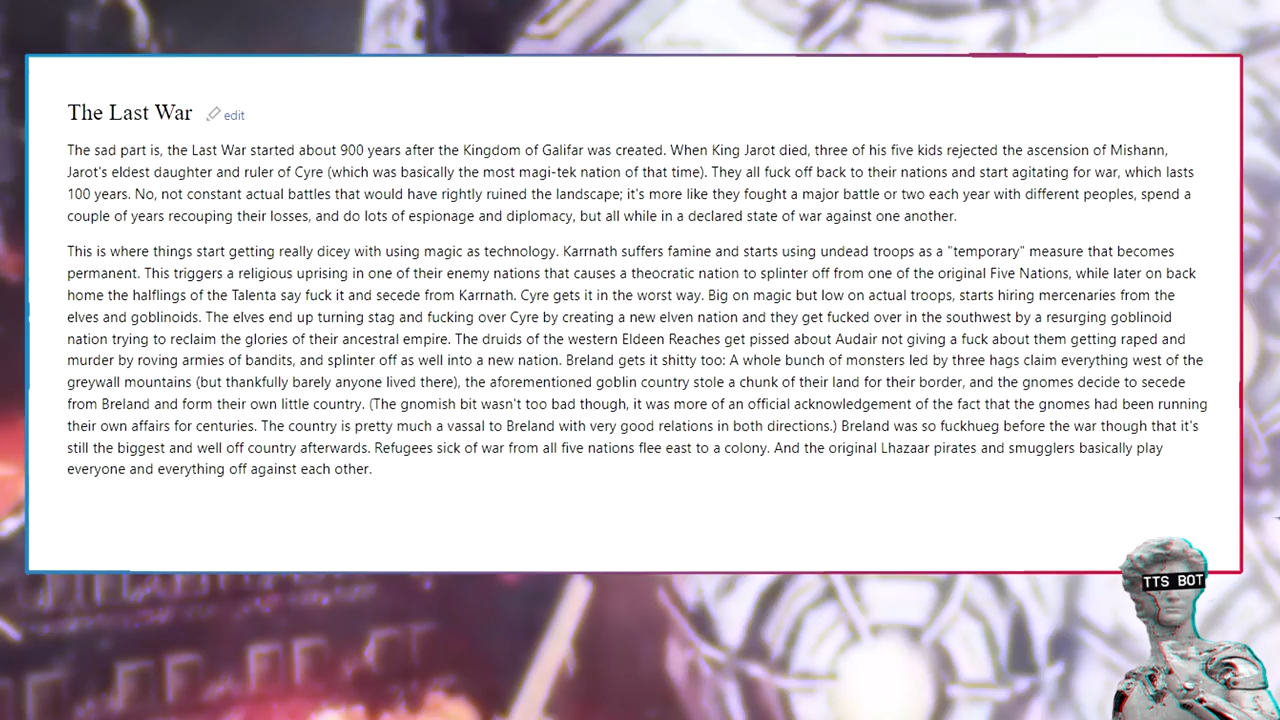 The Last War edit
The sad part is, the Last War started about 900 years after the Kingdom of Galifar was created. When King Jarot died, three of his five kids rejected the ascension of Mishann,
Jarot's eldest daughter and ruler of Cyre (which was basically the most magi-tek nation of that time). They all fuck off back to their nations and start agitating for war, which lasts
100 years. No, not constant actual battles that would have rightly ruined the landscape; it's more like they fought a major battle or two each year with different peoples, spend a
couple of years recouping their losses, and do lots of espionage and diplomacy, but all while in a declared state of war against one another.
This is where things start getting really dicey with using magic as technology. Karrnath suffers famine and starts using undead troops as a "temporary" measure that becomes
permanent. This triggers a religious uprising in one of their enemy nations that causes a theocratic nation to splinter off from one of the original Five Nations, while later on back
home the halflings of the Talenta say fuck it and secede from Karrnath. Cyre gets it in the worst way. Big on magic but low on actual troops, starts hiring mercenaries from the
elves and goblinoids. The elves end up turning stag and fucking over Cyre by creating a new elven nation and they get fucked over in the southwest by a resurging goblinoid
nation trying to reclaim the glories of their ancestral empire. The druids of the western Eldeen Reaches get pissed about Audair not giving a fuck about them getting raped and
murder by roving armies of bandits, and splinter off as well into a new nation. Breland gets it shitty too: A whole bunch of monsters led by three hags claim everything west of the
greywall mountains (but thankfully barely anyone lived there), the aforementioned goblin country stole a chunk of their land for their border, and the gnomes decide to secede
from Breland and form their own little country. (The gnomish bit wasn't too bad though, it was more of an official acknowledgement of the fact that the gnomes had been running
their own affairs for centuries. The country is pretty much a vassal to Breland with very good relations in both directions.) Breland was so fuckhueg before the war though that it's
still the biggest and well off country afterwards. Refugees sick of war from all five nations flee east to a colony. And the original Lhazaar pirates and smugglers basically play
everyone and everything off against each other.
TTS BOT